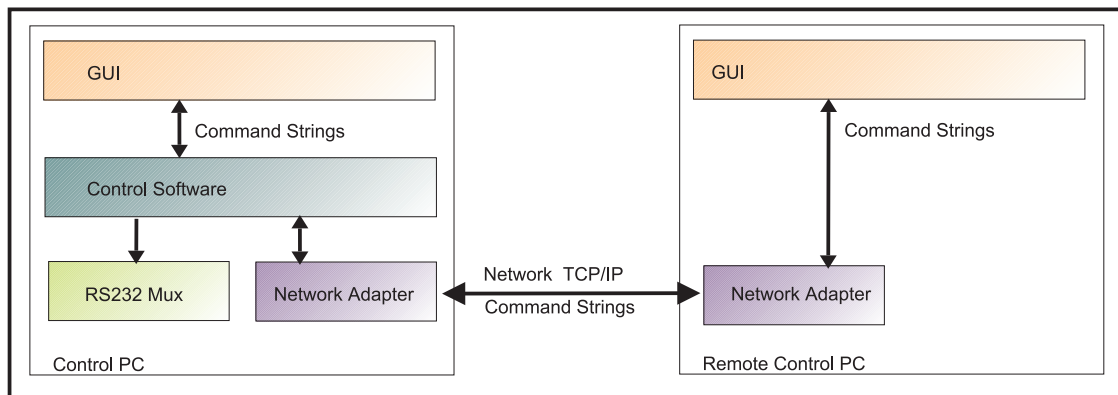 GUI
Command Strings
Control Software
RS232 Mux
Network Adapter
Control PC
Network TCP/IP
Command Strings
GUI
Command Strings
Network Adapter
Remote Control PC